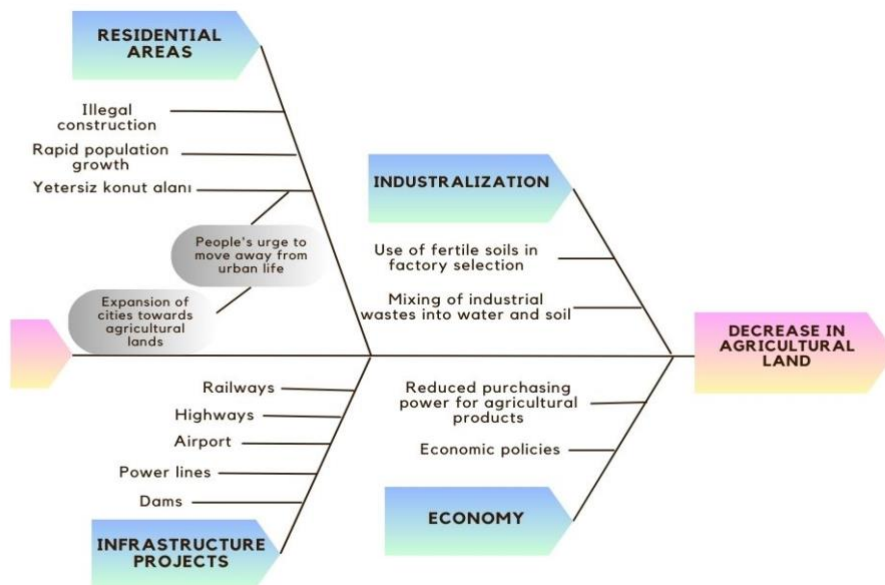 RESIDENTIAL
AREAS
Illegal
construction
Rapid population
growth
Yetersiz konut alanı
People's urge to
move away from
urban life
Expansion of
cities towards
agricultural
lands
INDUSTRALIZATION
Use of fertile soils in
factory selection
Mixing of industrial
wastes into water and soil
DECREASE IN
AGRICULTURAL
LAND
Railways
Highways
Airport
Power lines
Dams
INFRASTRUCTURE
PROJECTS
Reduced purchasing
power for agricultural
products
Economic policies
ECONOMY